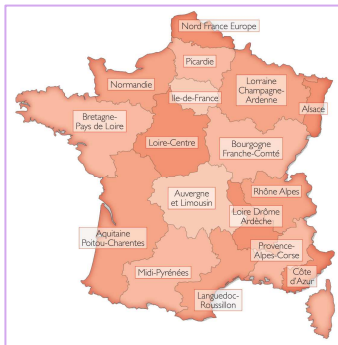 Nord France Europe
Picardie
Normandie
Lorraine
Champagne-
Ardenne
Ile-de-France
Alsace
Bretagne-
Pays de Loire
Loire-Centre
Bourgogne
Franche-Comté
Auvergne
et Limousin
Rhône Alpes
Loire Drôme
Ardèche
Aquitaine
Poitou-Charentes
Provence-
Alpes-Corse
Midi-Pyrénées
Côte
d'Azur
Languedoc-
Roussillon